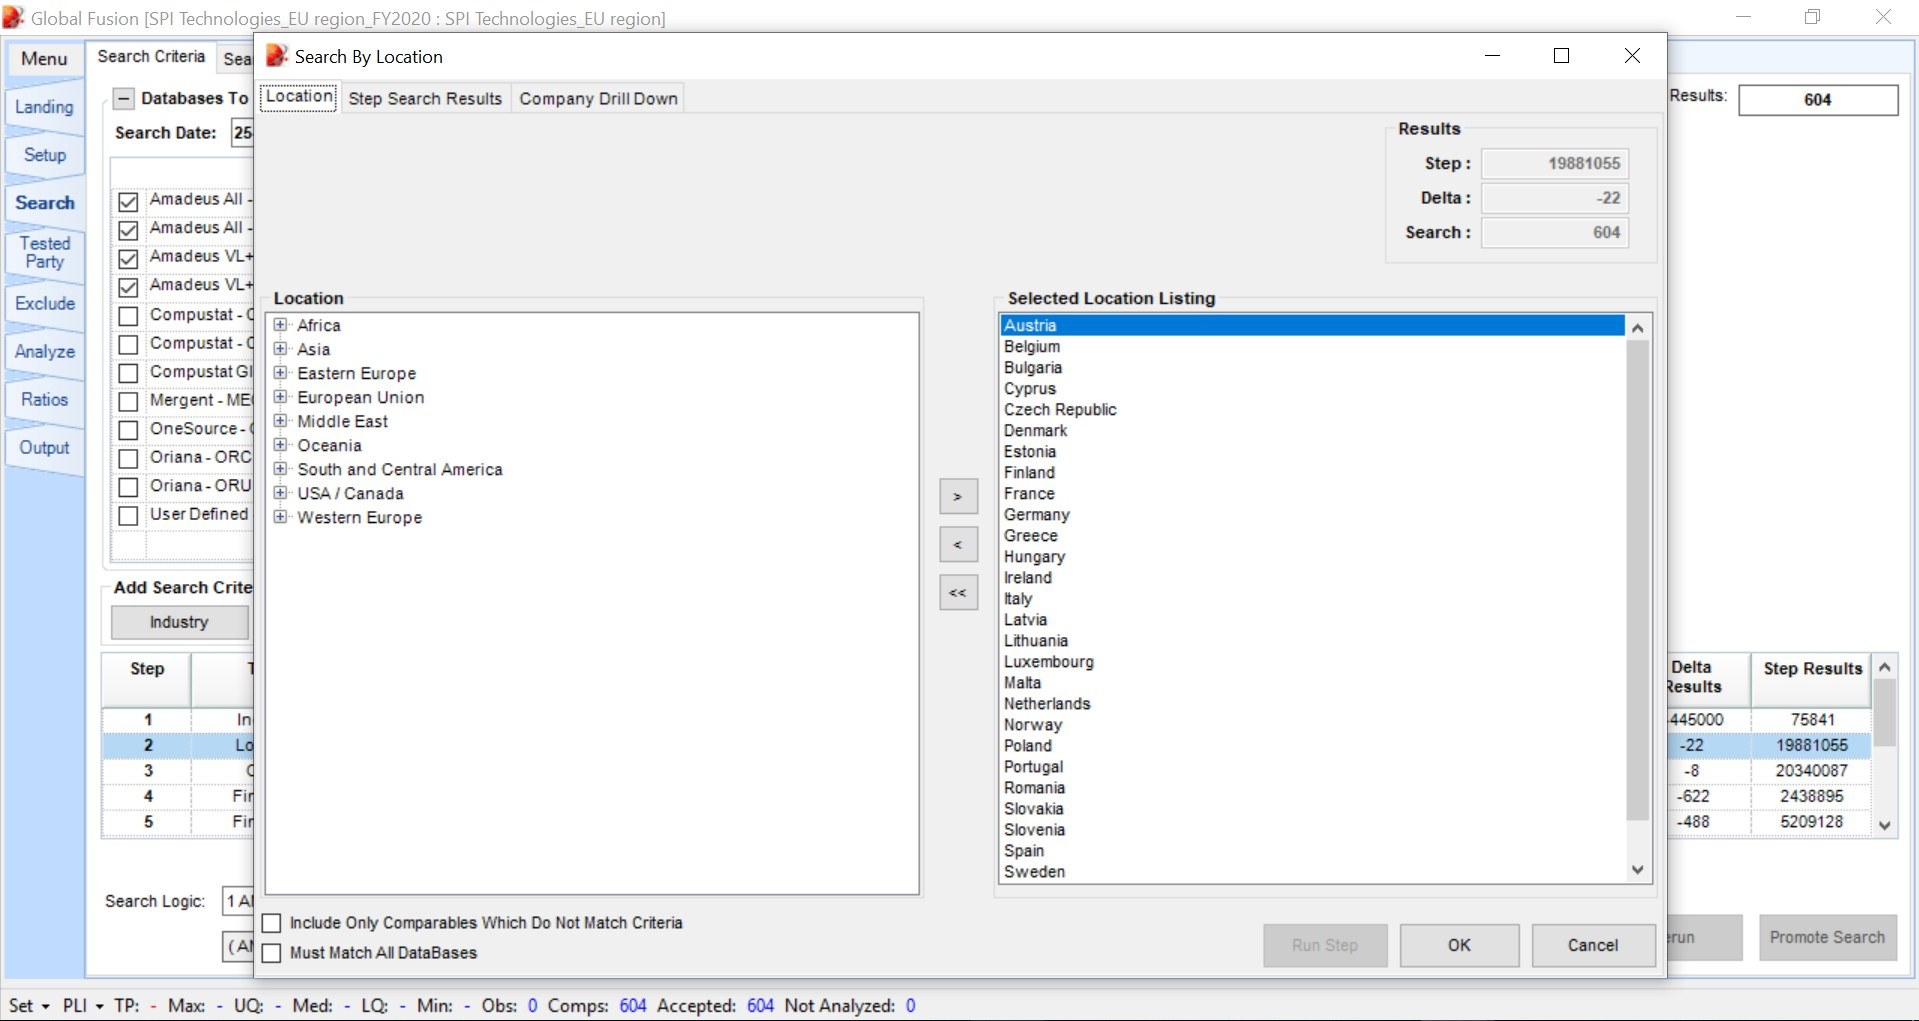 Global Fusion [SPI Technologies_EU region_FY2020 : SPI Technologies_EU region]
Menu
Landing
Setup
Search
Tested
Party
Exclude
Analyze
Ratios
Output
Search Criteria
Databases To
Search Date:
Amadeus All -
Amadeus All -
Amadeus VL+
Amadeus VL+
Compustat -
Compustat -
Compustat
Mergent -
OneSource -
Oriana - ORC
Oriana - ORU
User Defined
Industry
Step
1
2
3
4
5
Search Logic:
Search By Location
Location
Step Search Results
Company Drill Down
Results
Step : 19881055
Delta : -22
Search : 604
Location
Africa
Asia
Eastern Europe
European Union
Middle East
Oceania
South and Central America
USA / Canada
Western Europe
>
<
<<
Selected Location Listing
Austria
Belgium
Bulgaria
Cyprus
Czech Republic
Denmark
Estonia
Finland
France
Germany
Greece
Hungary
Ireland
Italy
Latvia
Lithuania
Luxembourg
Malta
Netherlands
Norway
Poland
Portugal
Romania
Slovakia
Slovenia
Spain
Sweden
Include Only Comparables Which Do Not Match Criteria
Must Match All DataBases
Run Step
OK
Cancel
Results: 604
Delta
Results
Step Results
-445000 75841
-22 19881055
-8 20340087
-622 2438895
-488 5209128
Promote Search
Set PLI TP: - Max: - UQ: - Med: - LQ: - Min: - Obs: 0 Comps: 604 Accepted: 604 Not Analyzed: 0